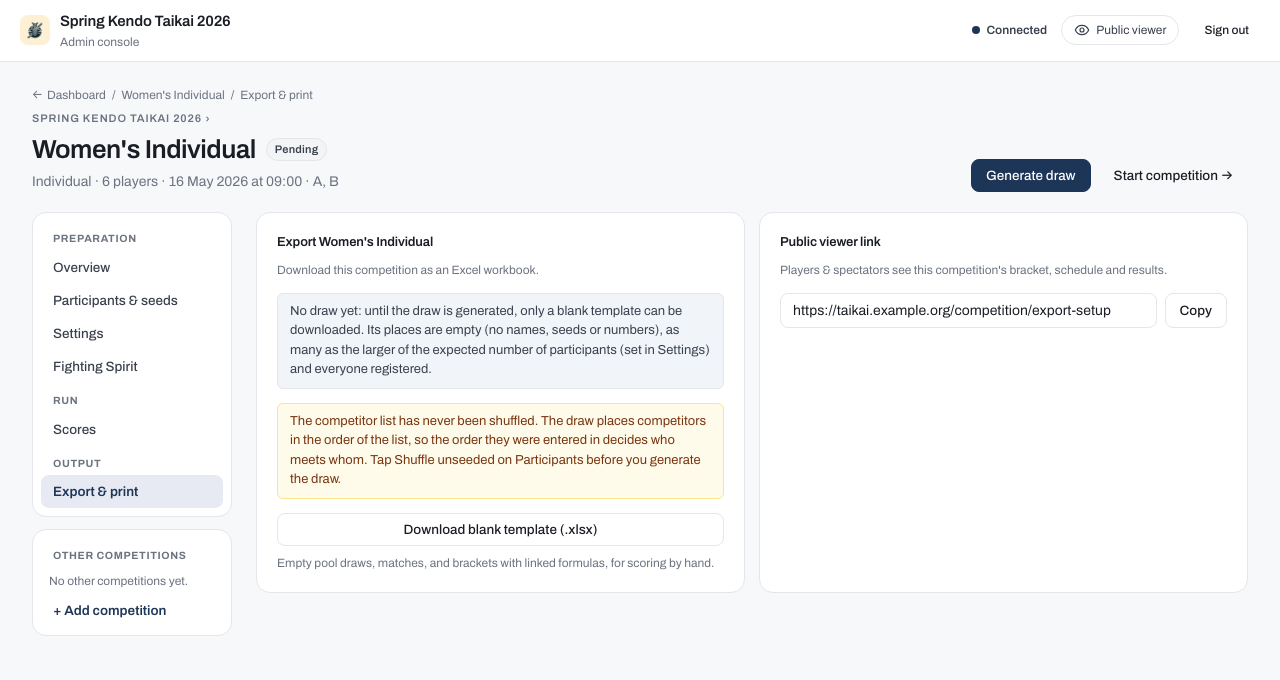 Spring Kendo Taikai 2026
Admin console
Connected
Public viewer
Sign out
← Dashboard / Women's Individual / Export & print
SPRING KENDO TAIKAI 2026 ›
Women's Individual
Pending
Individual · 6 players · 16 May 2026 at 09:00 · A, B
Generate draw
Start competition →
PREPARATION
Overview
Participants & seeds
Settings
Fighting Spirit
RUN
Scores
OUTPUT
Export & print
OTHER COMPETITIONS
No other competitions yet.
+ Add competition
Export Women's Individual
Download this competition as an Excel workbook.
No draw yet: until the draw is generated, only a blank template can be
downloaded. Its places are empty (no names, seeds or numbers), as
many as the larger of the expected number of participants (set in Settings)
and everyone registered.
The competitor list has never been shuffled. The draw places competitors
in the order of the list, so the order they were entered in decides who
meets whom. Tap Shuffle unseeded on Participants before you generate
the draw.
Download blank template (.xlsx)
Empty pool draws, matches, and brackets with linked formulas, for scoring by hand.
Public viewer link
Players & spectators see this competition's bracket, schedule and results.
https://taikai.example.org/competition/export-setup
Copy